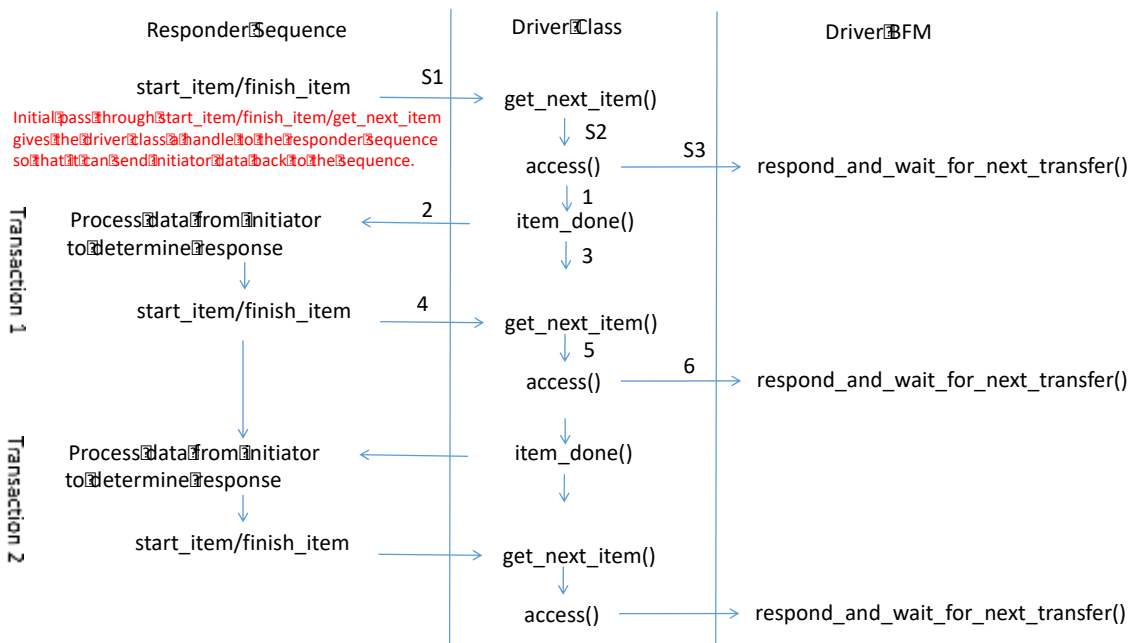 Responder Sequence
Driver Class
Driver BFM
start_item/finish_item
S1
get_next_item()
Initial pass through start_item/finish_item/get_next_item
gives the driver class a handle to the responder sequence
so that it can send initiator data back to the sequence.
S2
access()
S3
respond_and_wait_for_next_transfer()
1
Transaction 1
Process data from initiator
to determine response
2
item_done()
3
start_item/finish_item
4
get_next_item()
5
access()
6
respond_and_wait_for_next_transfer()
Transaction 2
Process data from initiator
to determine response
item_done()
start_item/finish_item
get_next_item()
access()
respond_and_wait_for_next_transfer()